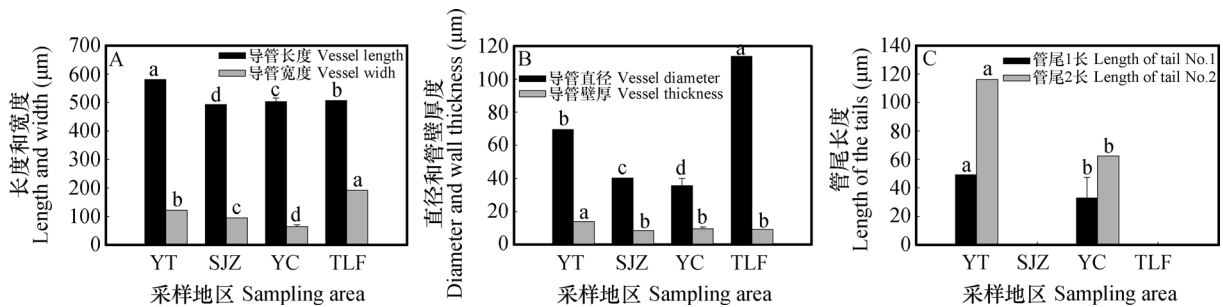 A
导管长度 Vessel length
导管宽度 Vessel widh
长度和宽度
Length and width (μm)
700
600
500
400
300
200
100
0
a
b
d
c
c
d
b
a
YT
SJZ
YC
TLF
采样地区 Sampling area
B
导管直径 Vessel diameter
导管壁厚 Vessel thickness
直径和管壁厚度
Diameter and wall thickness (μm)
120
100
80
60
40
20
0
b
a
c
b
d
b
a
b
YT
SJZ
YC
TLF
采样地区 Sampling area
C
管尾1长 Length of tail No.1
管尾2长 Length of tail No.2
管尾长度
Length of the tails (μm)
140
120
100
80
60
40
20
0
a
a
b
b
YT
SJZ
YC
TLF
采样地区 Sampling area